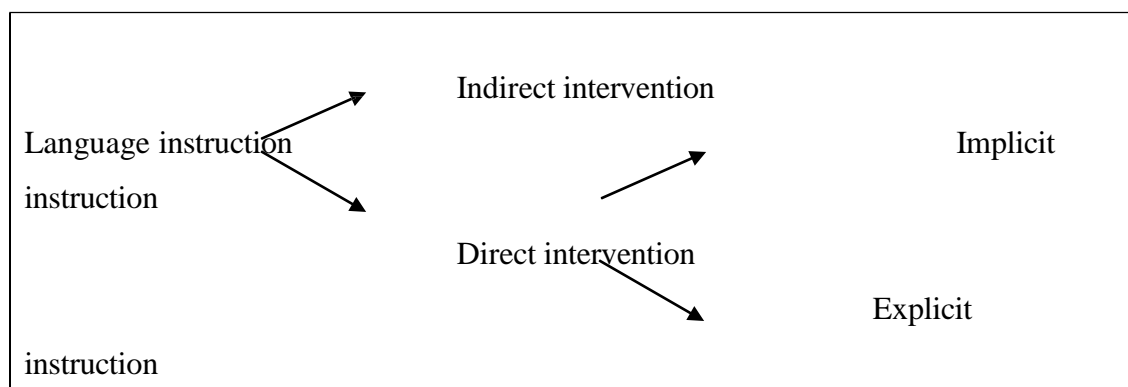 Indirect intervention
Language instruction Implicit
instruction
Direct intervention
Explicit
instruction